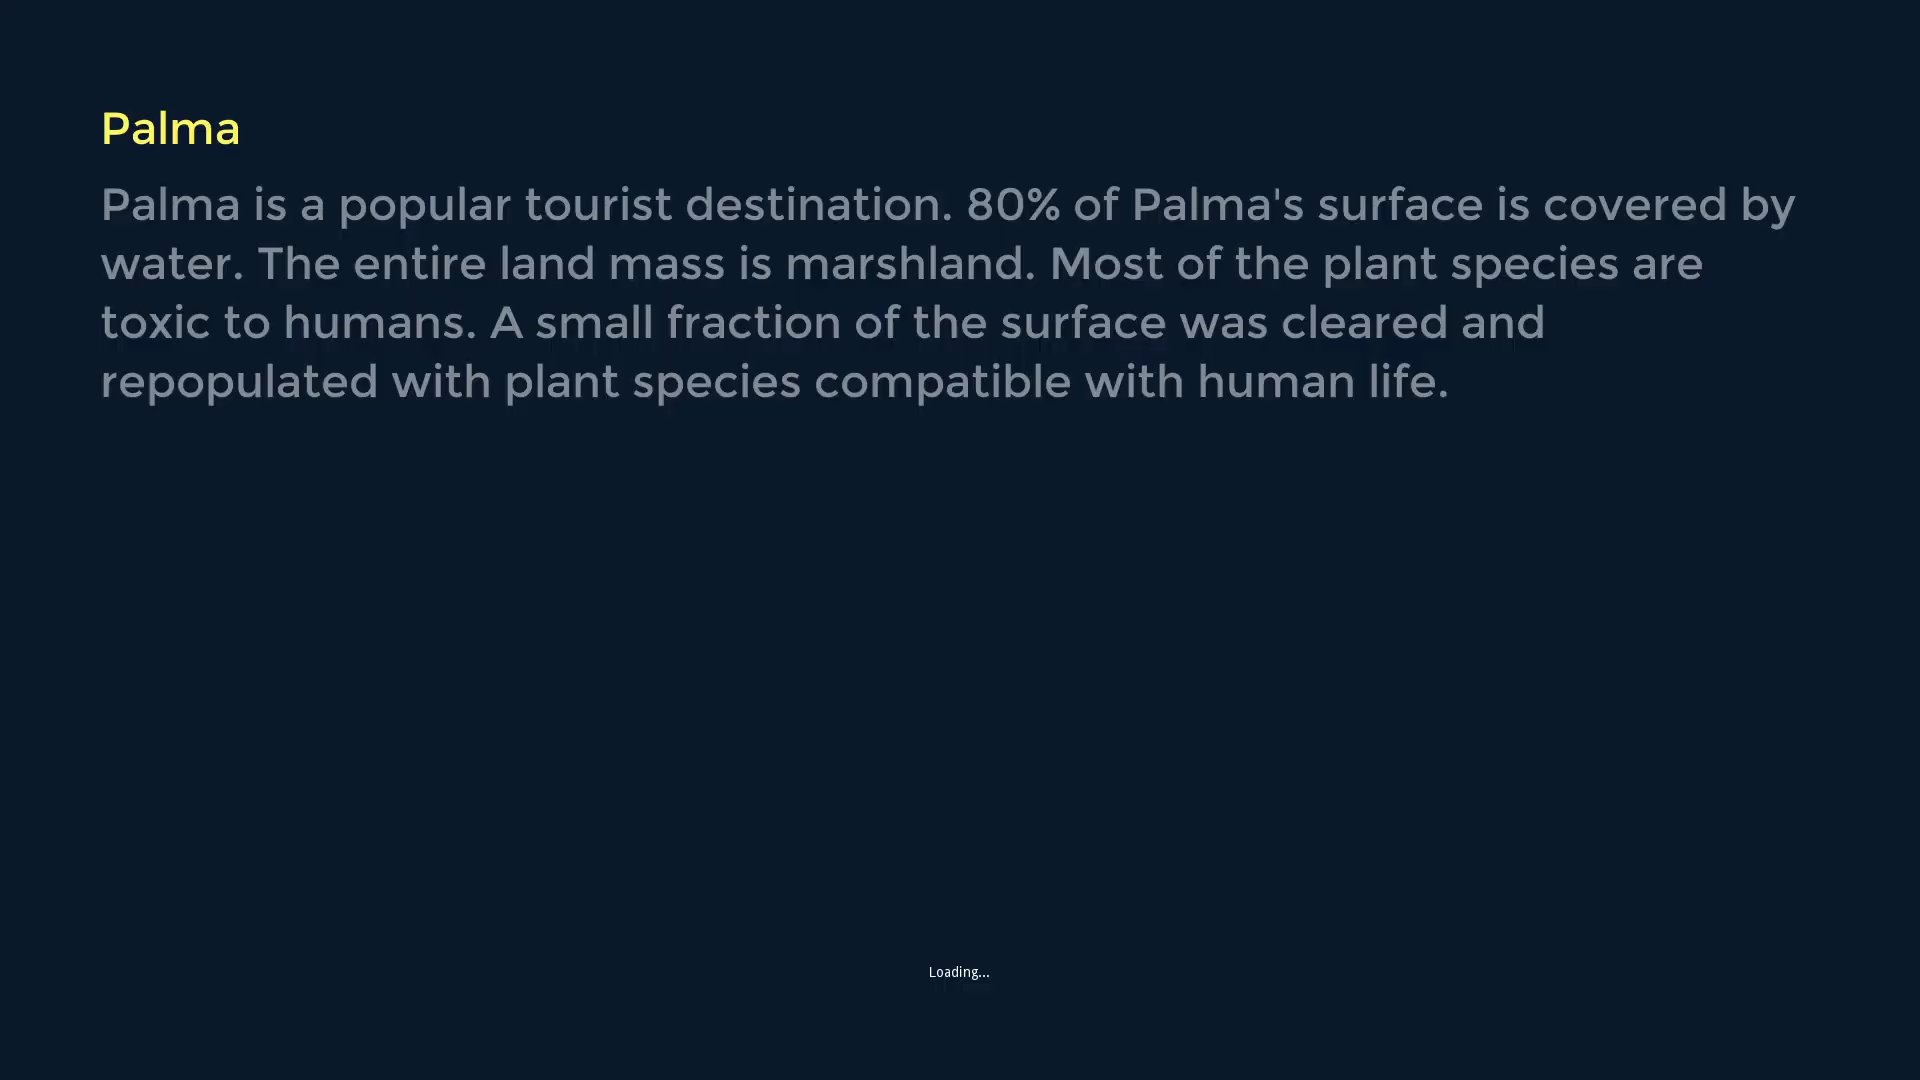 Palma
Palma is a popular tourist destination. 80% of Palma's surface is covered by
water. The entire land mass is marshland. Most of the plant species are
toxic to humans. A small fraction of the surface was cleared and
repopulated with plant species compatible with human life.
Loading...